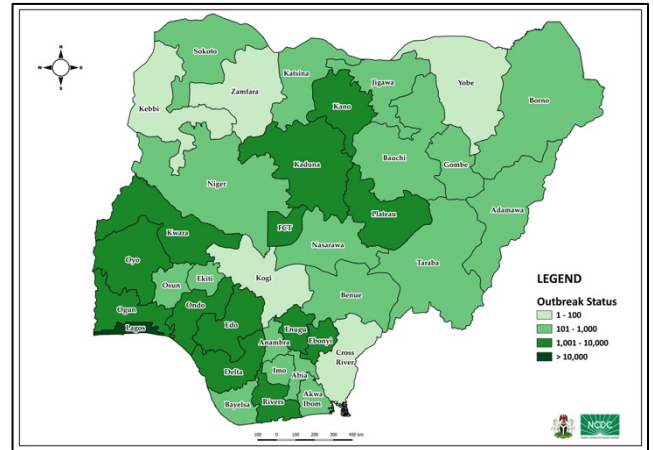 N
W
E
S
Sokoto
Katsina
Jigawa
Yobe
Borno
Kebbi
Zamfara
Kano
Kaduna
Bauchi
Gombe
Niger
Adamawa
Plateau
FCT
Kwara
Nasarawa
Oyo
Taraba
Kogi
Osun
Ekiti
Benue
Ogun
Ondo
Lagos
Edo
Enugu
Ebonyi
Anambra
Cross
River
Delta
Imo
Abia
Akwa
Ibom
Bayelsa
Rivers
LEGEND
Outbreak Status
1 - 100
101 - 1,000
1,001 - 10,000
> 10,000
100 0 100 200 300 400 km
NCDC